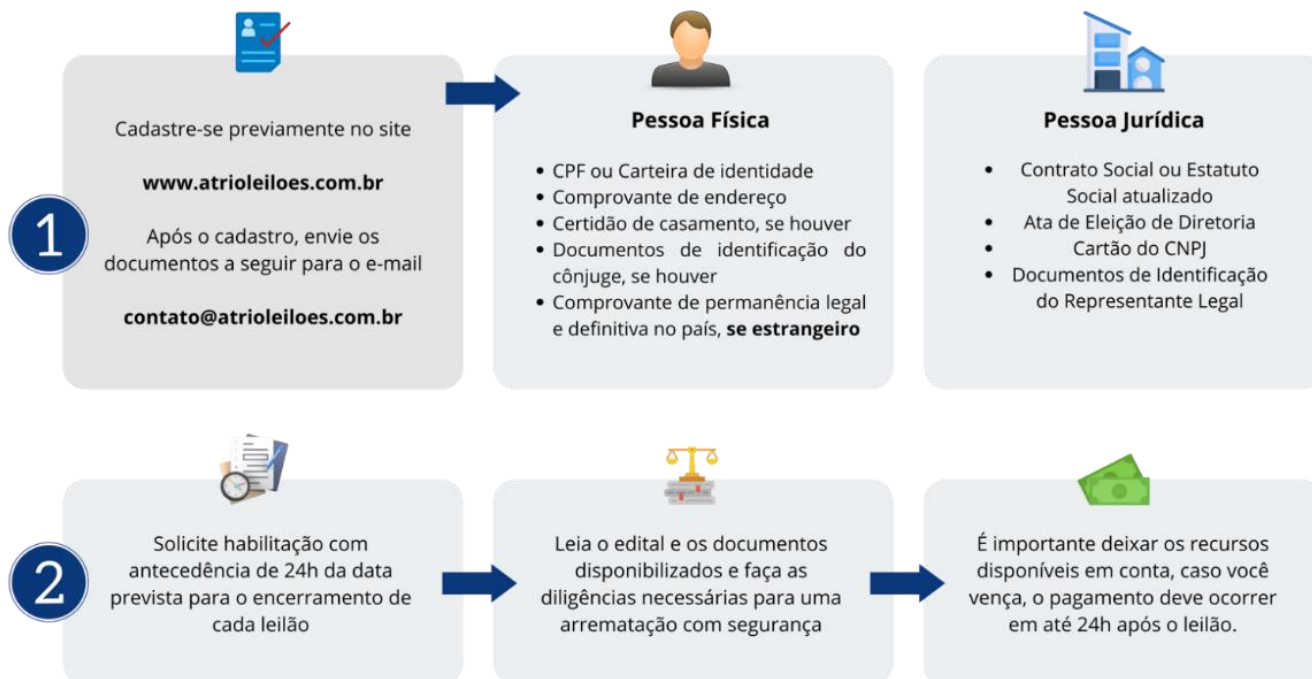 1
Cadastre-se previamente no site
www.atrioleiloes.com.br
Após o cadastro, envie os
documentos a seguir para o e-mail
contato@atrioleiloes.com.br
Pessoa Física
• CPF ou Carteira de identidade
• Comprovante de endereço
• Certidão de casamento, se houver
• Documentos de identificação do
cônjuge, se houver
• Comprovante de permanência legal
e definitiva no país, se estrangeiro
Pessoa Jurídica
• Contrato Social ou Estatuto
Social atualizado
• Ata de Eleição de Diretoria
• Cartão do CNPJ
• Documentos de Identificação
do Representante Legal
2
Solicite habilitação com
antecedência de 24h da data
prevista para o encerramento de
cada leilão
Leia o edital e os documentos
disponibilizados e faça as
diligências necessárias para uma
arrematação com segurança
É importante deixar os recursos
disponíveis em conta, caso você
vença, o pagamento deve ocorrer
em até 24h após o leilão.